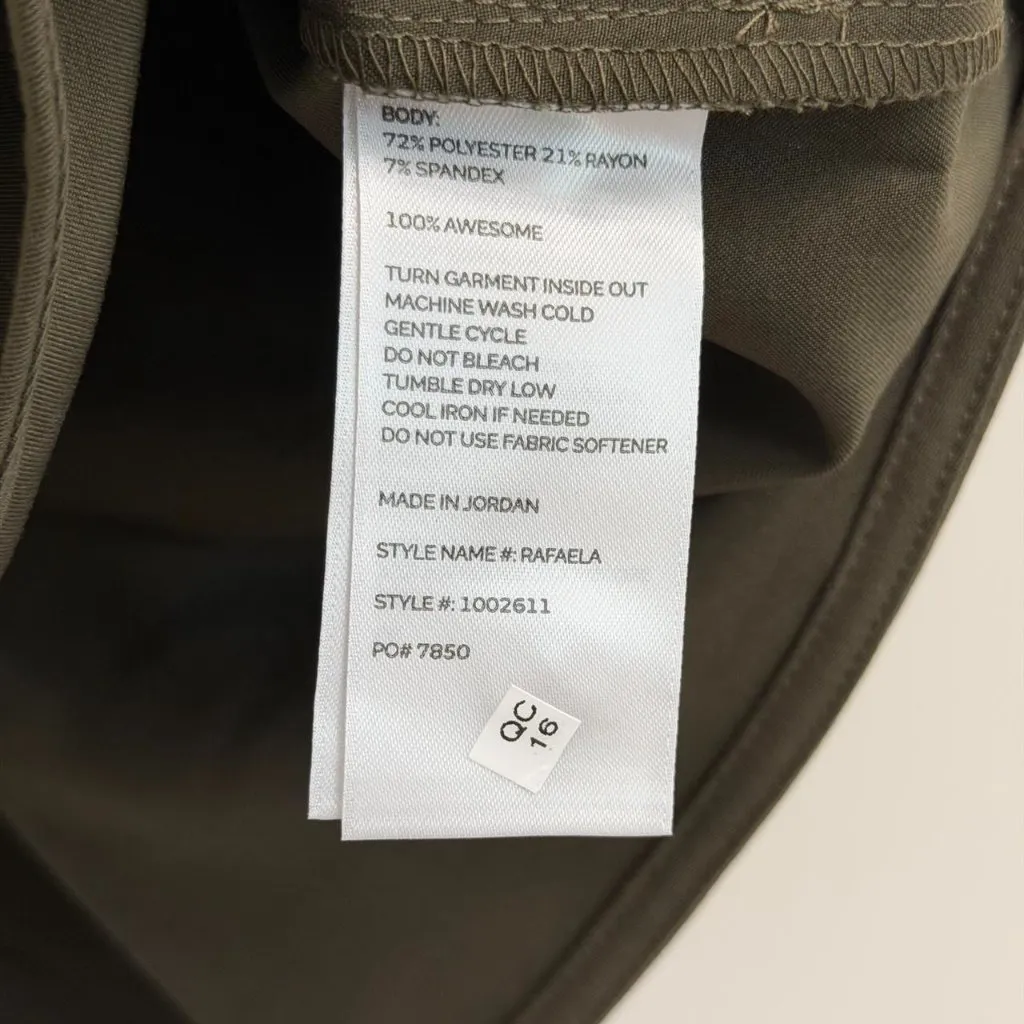 BODY:
72% POLYESTER 21% RAYON
7% SPANDEX
100% AWESOME
TURN GARMENT INSIDE OUT
MACHINE WASH COLD
GENTLE CYCLE
DO NOT BLEACH
TUMBLE DRY LOW
COOL IRON IF NEEDED
DO NOT USE FABRIC SOFTENER
MADE IN JORDAN
STYLE NAME #: RAFAELA
STYLE #: 1002611
PO# 7850
QC
16